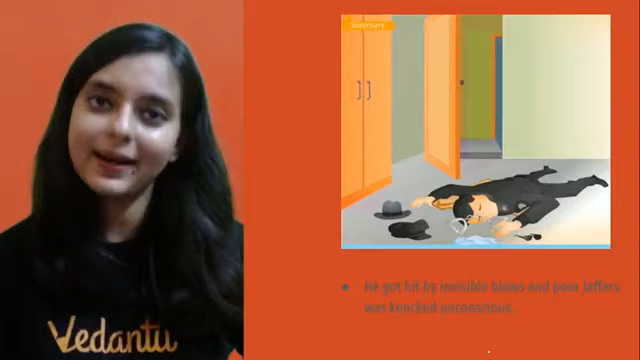 Summary
• He got hit by invisible blows and poor Jaffers
was knocked unconscious.
Vedantu